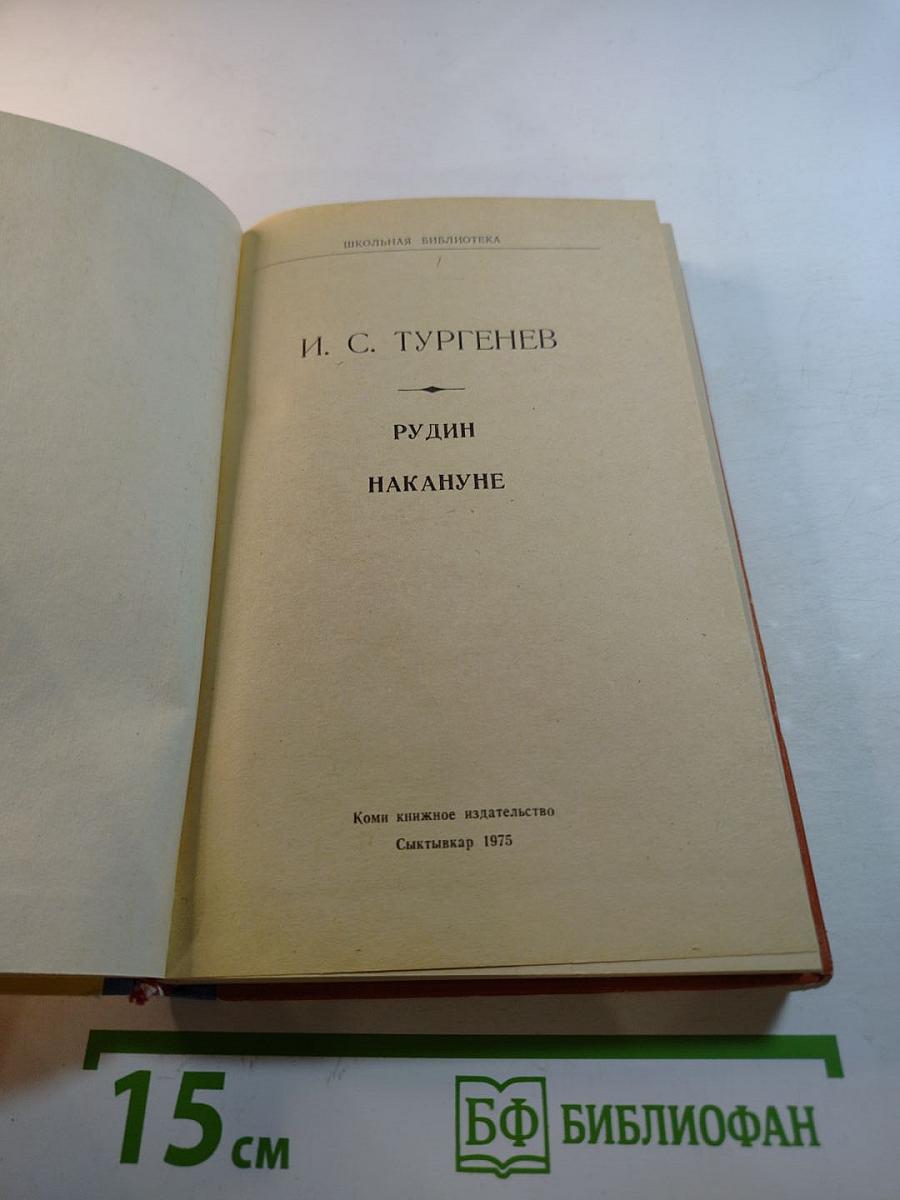 ШКОЛЬНАЯ БИБЛИОТЕКА
И. С. ТУРГЕНЕВ
РУДИН
НАКАНУНЕ
Коми книжное издательство
Сыктывкар 1975
15 см
БФ БИБЛИОФАН